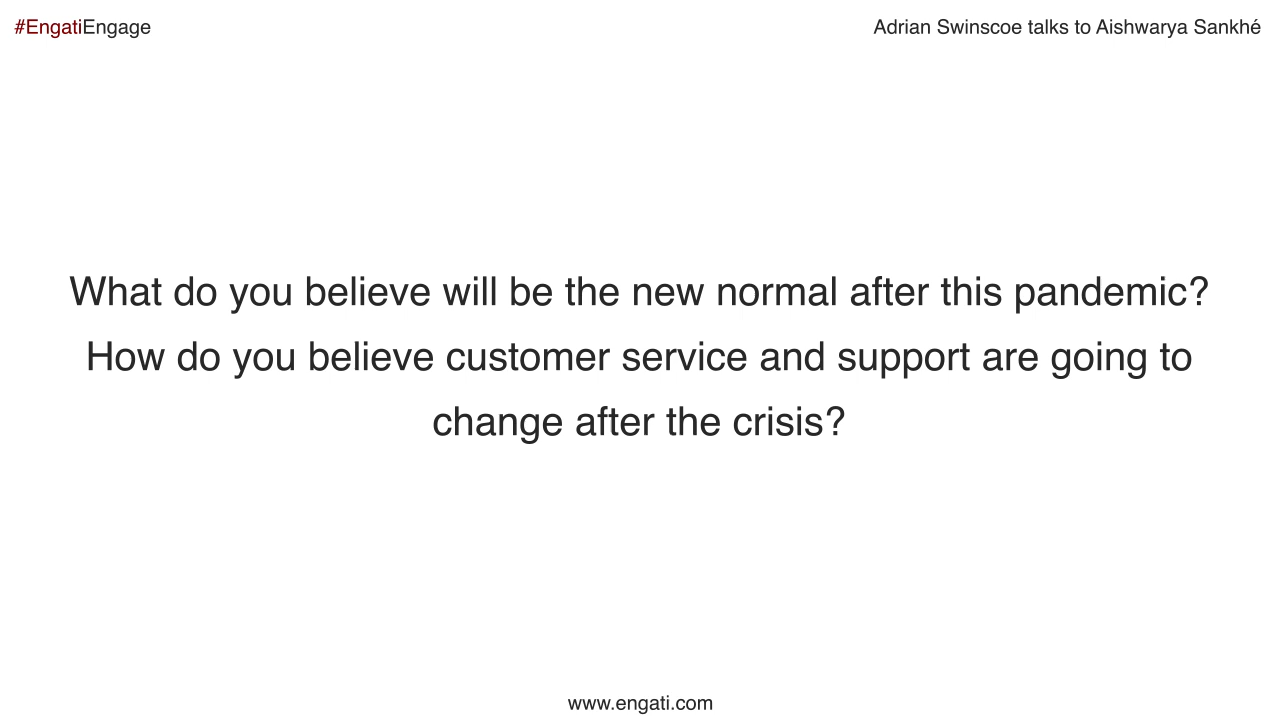 #EngatiEngage
Adrian Swinscoe talks to Aishwarya Sankhé
What do you believe will be the new normal after this pandemic?
How do you believe customer service and support are going to
change after the crisis?
www.engati.com